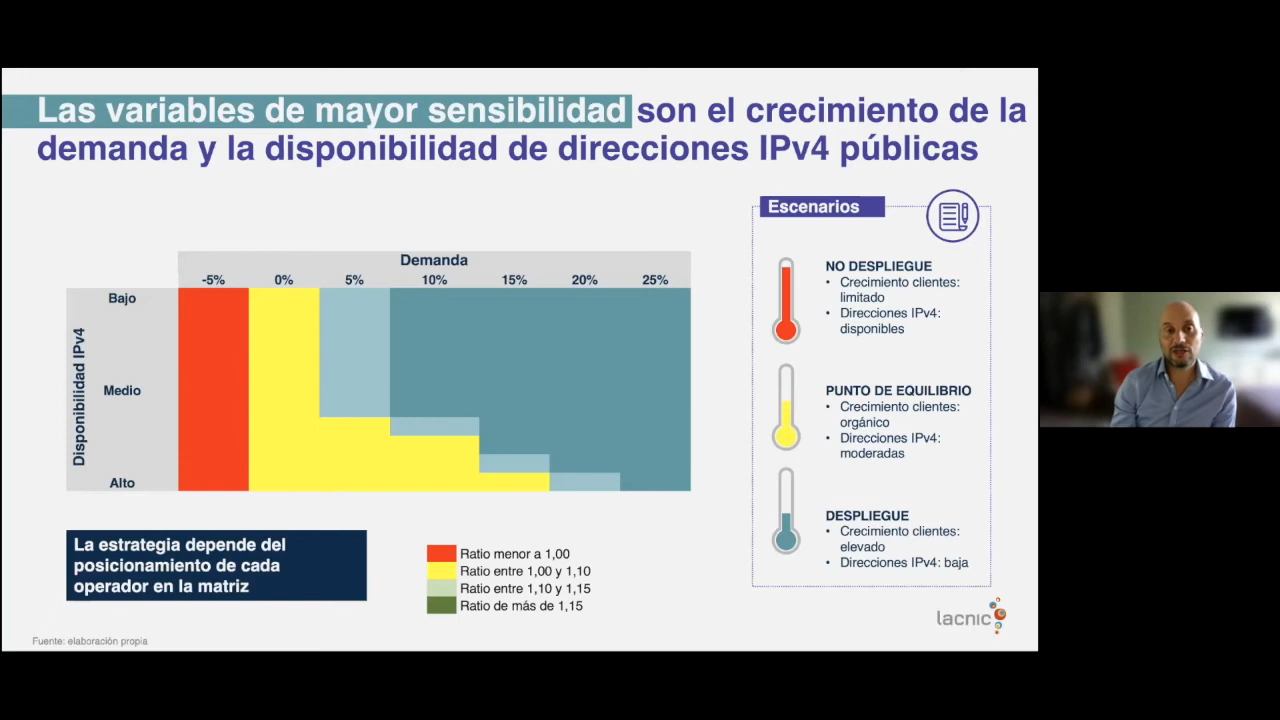 Las variables de mayor sensibilidad son el crecimiento de la
demanda y la disponibilidad de direcciones IPv4 públicas
Demanda
-5% 0% 5% 10% 15% 20% 25%
Disponibilidad IPv4
Bajo
Medio
Alto
La estrategia depende del
posicionamiento de cada
operador en la matriz
Ratio menor a 1,00
Ratio entre 1,00 y 1,10
Ratio entre 1,10 y 1,15
Ratio de más de 1,15
Escenarios
NO DESPLIEGUE
• Crecimiento clientes:
limitado
• Direcciones IPv4:
disponibles
PUNTO DE EQUILIBRIO
• Crecimiento clientes:
orgánico
• Direcciones IPv4:
moderadas
DESPLIEGUE
• Crecimiento clientes:
elevado
• Direcciones IPv4: baja
lacnic
Fuente: elaboración propia